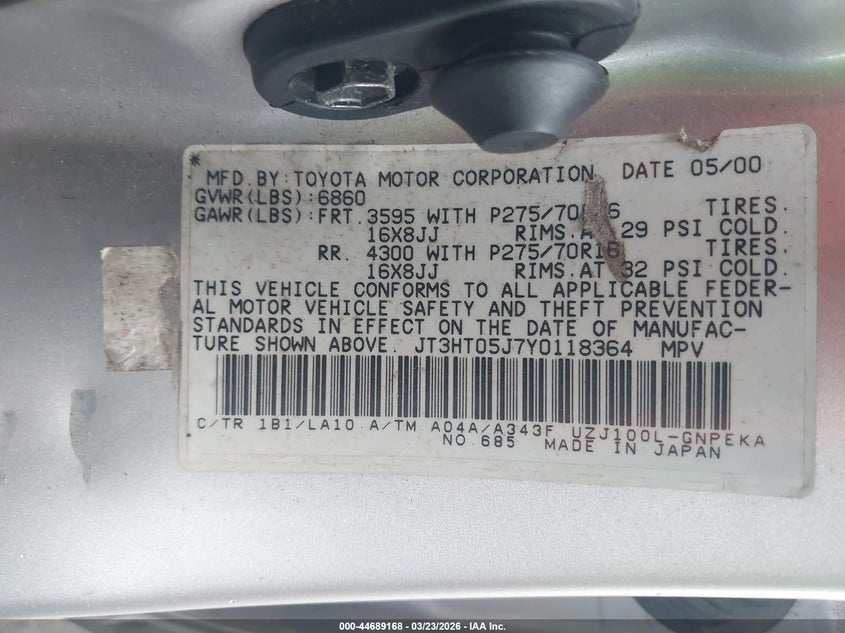 * MFD.BY:TOYOTA MOTOR CORPORATION DATE 05/00
GVWR(LBS):6860
GAWR(LBS):FRT.3595 WITH P275/70R16 TIRES.
16X8JJ RIMS.AT 29 PSI COLD.
RR. 4300 WITH P275/70R16 TIRES.
16X8JJ RIMS.AT 32 PSI COLD.
THIS VEHICLE CONFORMS TO ALL APPLICABLE FEDER-
AL MOTOR VEHICLE SAFETY AND THEFT PREVENTION
STANDARDS IN EFFECT ON THE DATE OF MANUFAC-
TURE SHOWN ABOVE. JT3HT05J7Y0118364 MPV
C/TR 1B1/LA10 A/TM A04A/A343F UZJ100L-GNPEKA
NO.685 MADE IN JAPAN
000-44689168 - 03/23/2026 - IAA Inc.